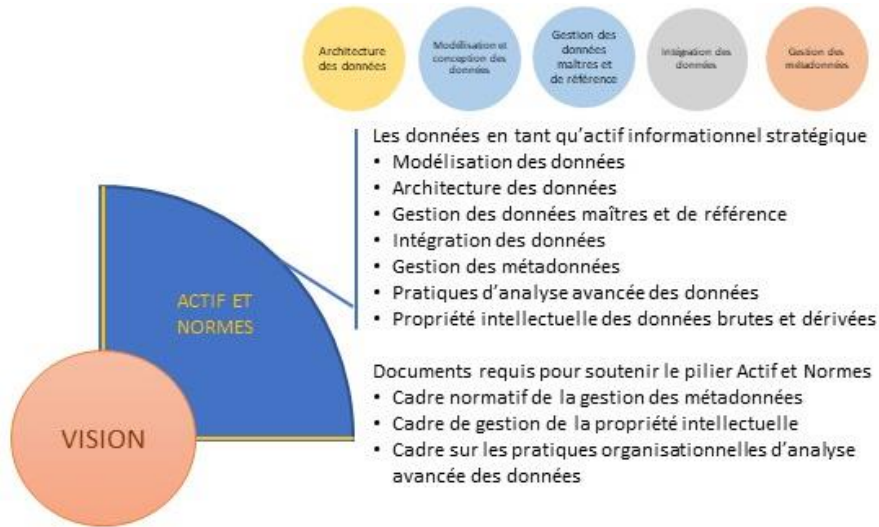 Architecture
des données
Modélisation et
conception des
données
Gestion des
données
maîtres et
de référence
Intégration des
données
Gestion des
métadonnées
Les données en tant qu’actif informationnel stratégique
• Modélisation des données
• Architecture des données
• Gestion des données maîtres et de référence
• Intégration des données
• Gestion des métadonnées
• Pratiques d’analyse avancée des données
• Propriété intellectuelle des données brutes et dérivées
ACTIF ET
NORMES
Documents requis pour soutenir le pilier Actif et Normes
• Cadre normatif de la gestion des métadonnées
• Cadre de gestion de la propriété intellectuelle
• Cadre sur les pratiques organisationnelles d’analyse
avancée des données
VISION